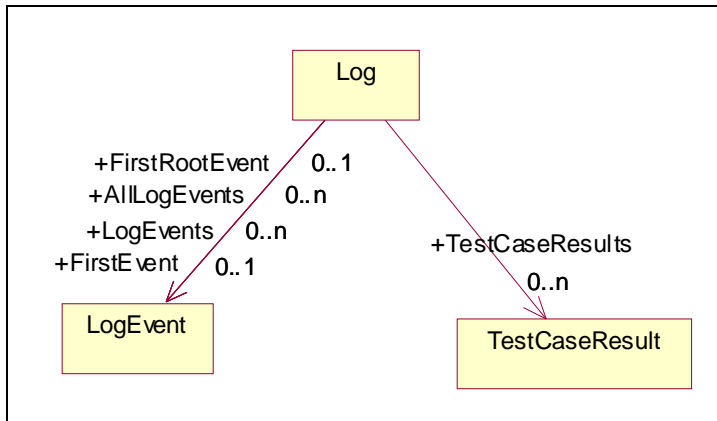 Log
+FirstRootEvent 0..1
+AllLogEvents 0..n
+LogEvents 0..n
+FirstEvent 0..1
+TestCaseResults
0..n
LogEvent
TestCaseResult